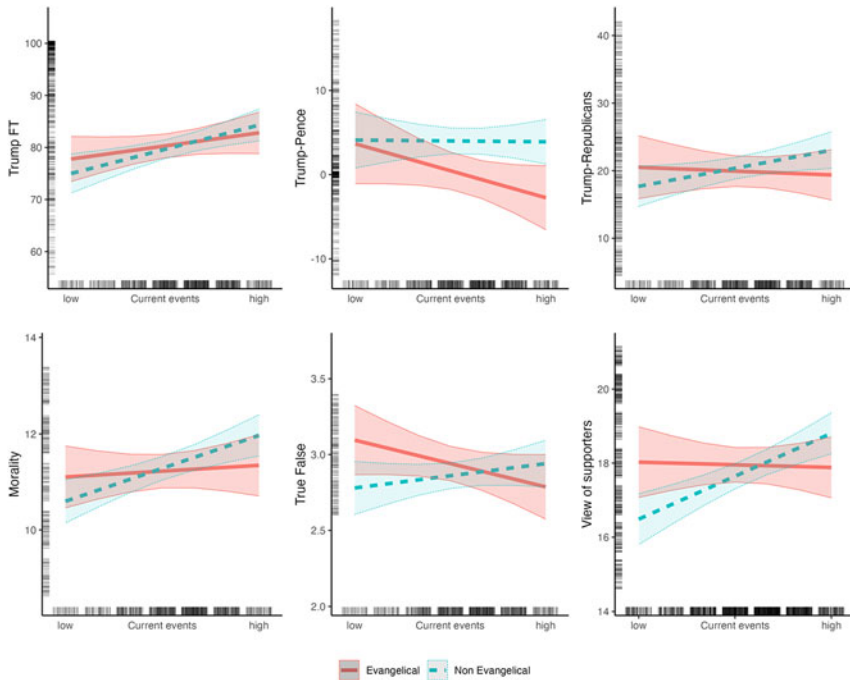 Trump FT
100
90
80
70
60
low Current events high
Trump-Pence
10
0
-10
low Current events high
Trump-Republicans
40
30
20
10
low Current events high
Morality
14
12
10
low Current events high
True False
3.5
3.0
2.5
2.0
low Current events high
View of supporters
20
18
16
14
low Current events high
Evangelical Non Evangelical